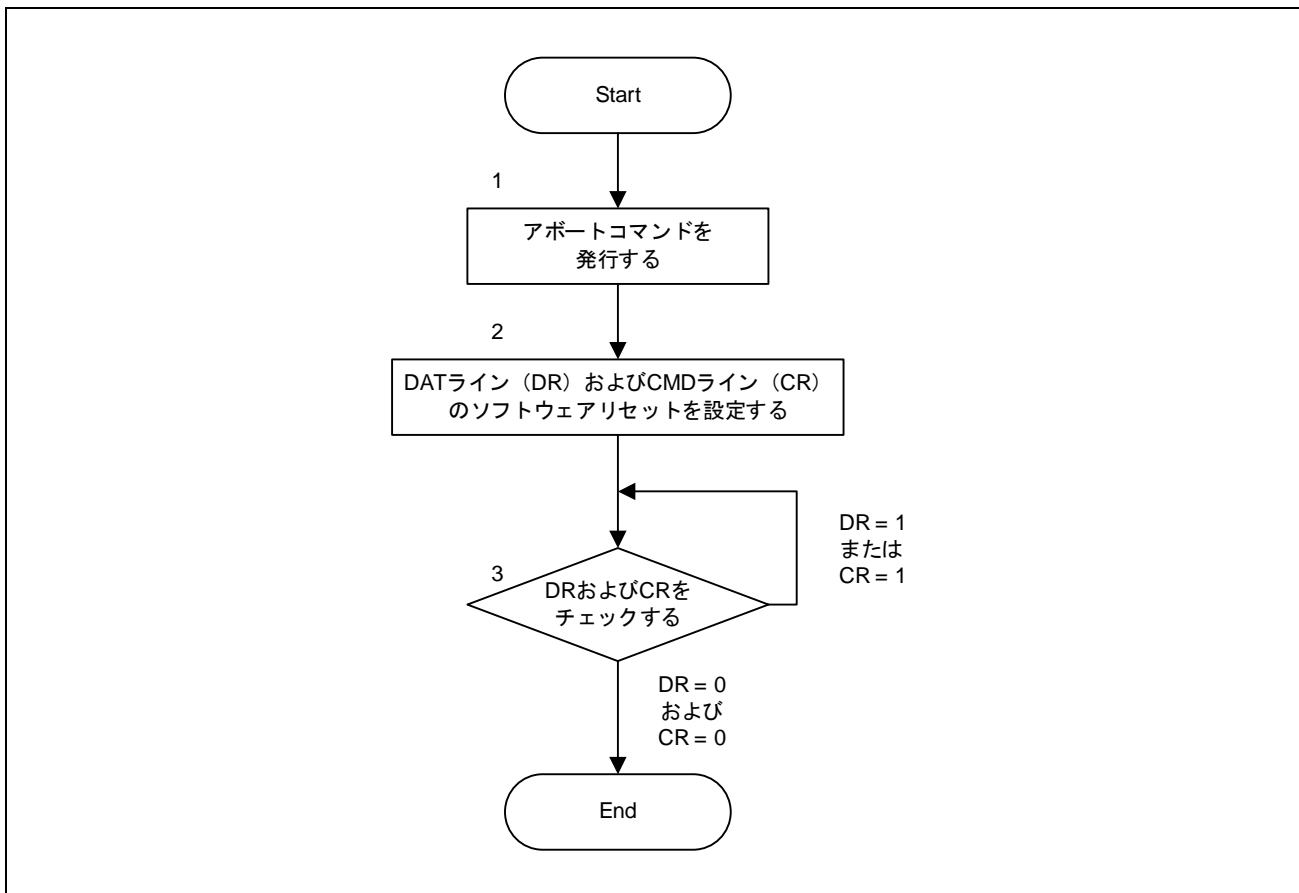 Start
1
アボートコマンドを
発行する
2
DATライン（DR）およびCMDライン（CR）
のソフトウェアリセットを設定する
DR = 1
または
CR = 1
3
DRおよびCRを
チェックする
DR = 0
および
CR = 0
End